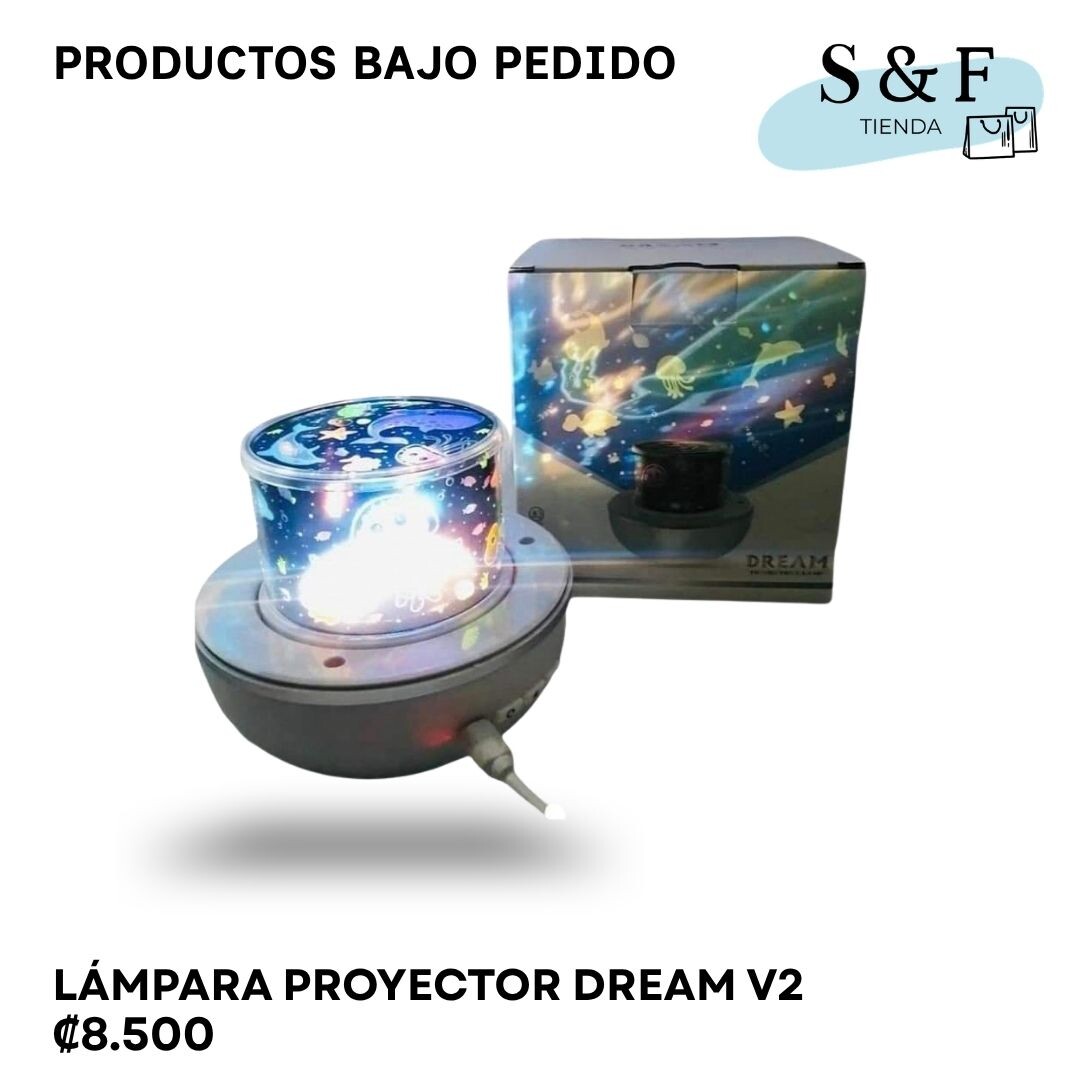 PRODUCTOS BAJO PEDIDO
S & F
TIENDA
DREAM
LÁMPARA PROYECTOR DREAM V2
₡8.500